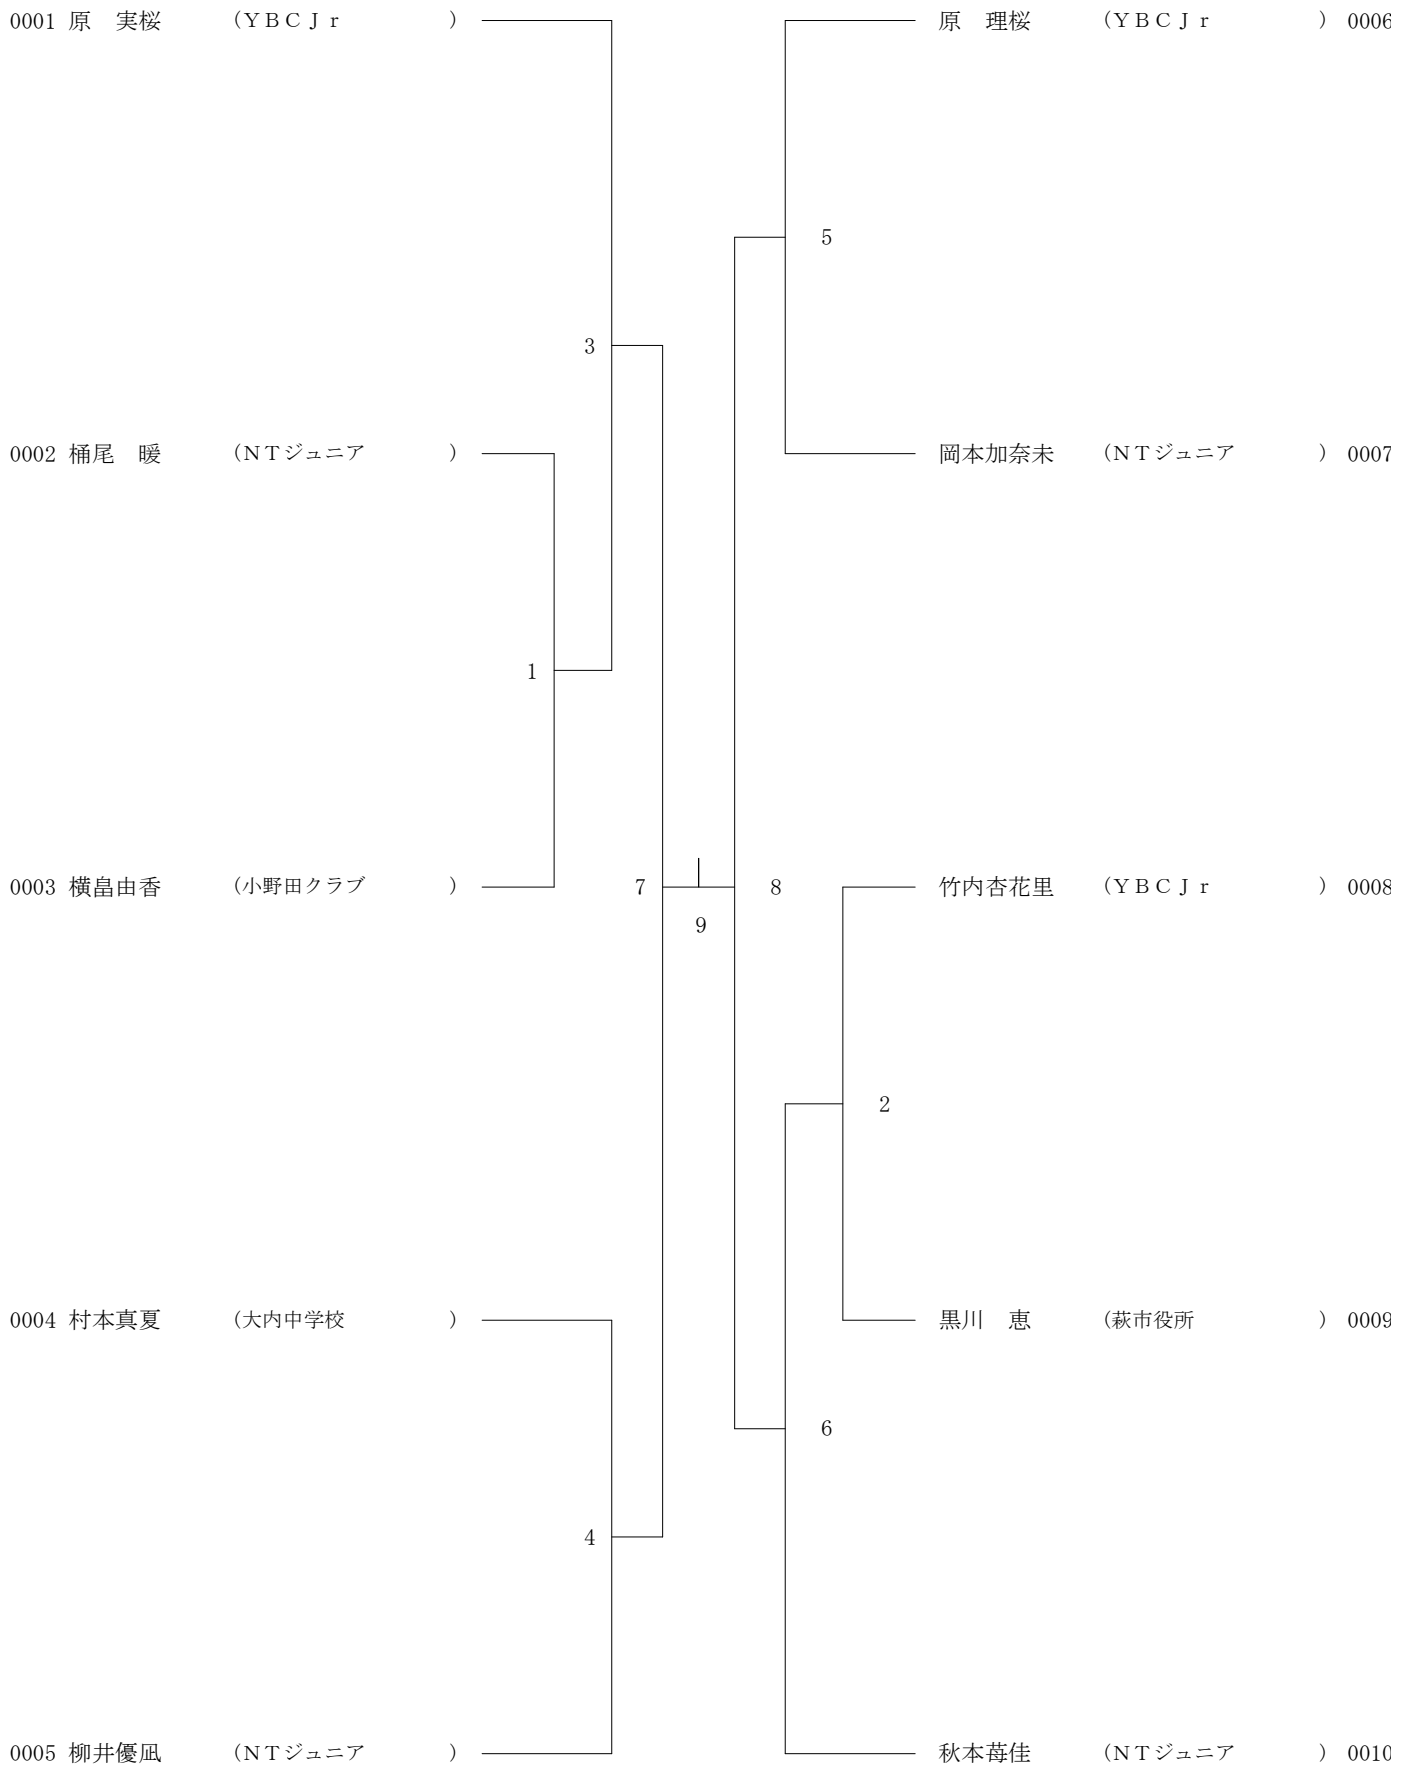 0001 原　実桜 （ＹＢＣＪｒ ）
0002 桶尾　暖 （ＮＴジュニア ）
0003 横畠由香 （小野田クラブ ）
0004 村本真夏 （大内中学校 ）
0005 柳井優凪 （ＮＴジュニア ）
3
1
7
4
9
原　理桜 （ＹＢＣＪｒ ） 0006
岡本加奈未 （ＮＴジュニア ） 0007
竹内杏花里 （ＹＢＣＪｒ ） 0008
黒川　恵 （萩市役所 ） 0009
秋本苺佳 （ＮＴジュニア ） 0010
5
8
2
6